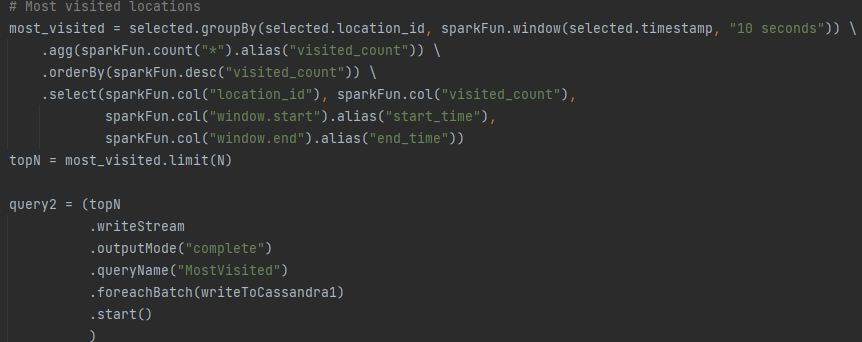 # Most visited locations
most_visited = selected.groupBy(selected.location_id, sparkFun.window(selected.timestamp, "10 seconds")) \
    .agg(sparkFun.count("*").alias("visited_count")) \
    .orderBy(sparkFun.desc("visited_count")) \
    .select(sparkFun.col("location_id"), sparkFun.col("visited_count"),
            sparkFun.col("window.start").alias("start_time"),
            sparkFun.col("window.end").alias("end_time"))
topN = most_visited.limit(N)

query2 = (topN
          .writeStream
          .outputMode("complete")
          .queryName("MostVisited")
          .foreachBatch(writeToCassandra1)
          .start()
          )